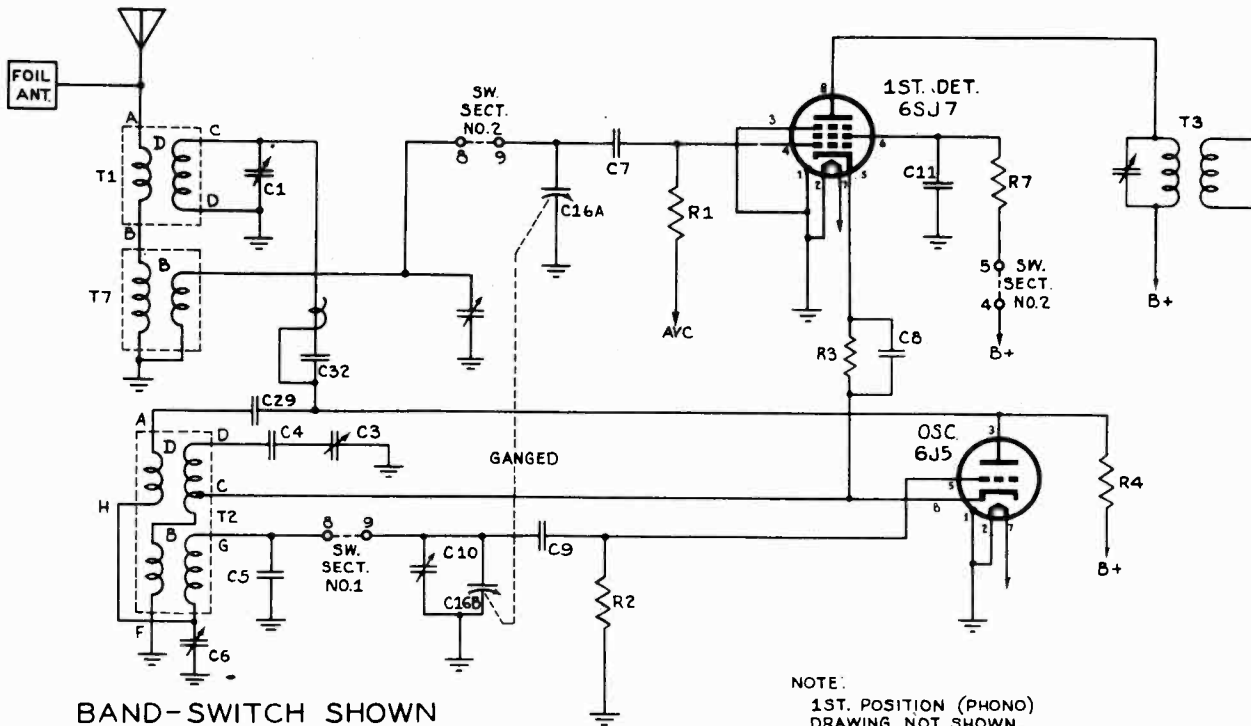 FOIL
ANT.
A
D
C
T1
C1
D
B
B
T7
SW.
SECT.
NO.2
8
9
C7
C16A
R1
AVC
1ST. DET.
6SJ7
8
3
4
6
1
2
7
5
C11
R7
5
SW.
SECT.
4
NO.2
B+
T3
B+
R3
C8
C32
C29
A
D
D
C4
C3
GANGED
H
C
T2
B
G
8
9
SW.
SECT.
NO.1
C5
C10
C16B
C9
R2
F
C6
OSC.
6J5
3
5
8
1
2
7
R4
B+
BAND-SWITCH SHOWN
NOTE:
1ST. POSITION (PHONO)
DRAWING NOT SHOWN